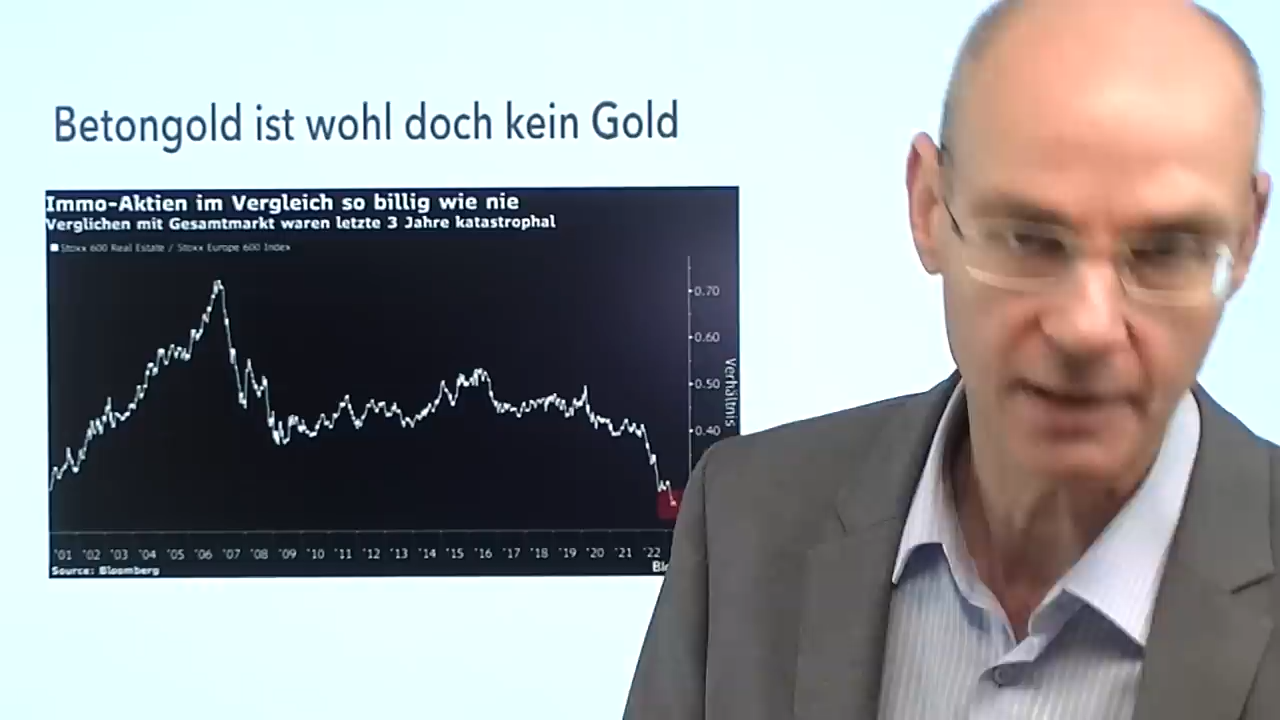 Betongold ist wohl doch kein Gold
Immo-Aktien im Vergleich so billig wie nie
Verglichen mit Gesamtmarkt waren letzte 3 Jahre katastrophal
Stoxx 600 Real Estate / Stoxx Europe 600 Index
0.70
0.60
0.50
0.40
Verhältnis
'01 '02 '03 '04 '05 '06 '07 '08 '09 '10 '11 '12 '13 '14 '15 '16 '17 '18 '19 '20 '21 '22
Source: Bloomberg